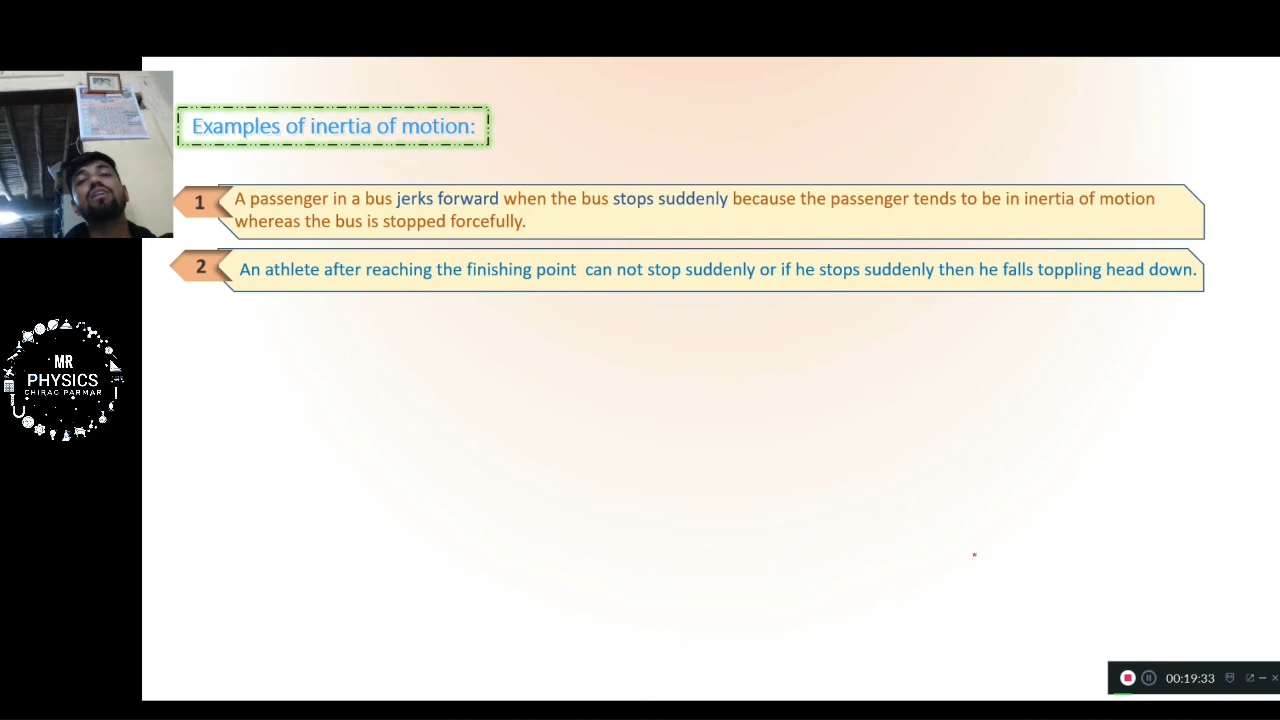 Examples of inertia of motion:
1
A passenger in a bus jerks forward when the bus stops suddenly because the passenger tends to be in inertia of motion
whereas the bus is stopped forcefully.
2
An athlete after reaching the finishing point can not stop suddenly or if he stops suddenly then he falls toppling head down.
MR
PHYSICS
CHIRAG PARMAR
00:19:33